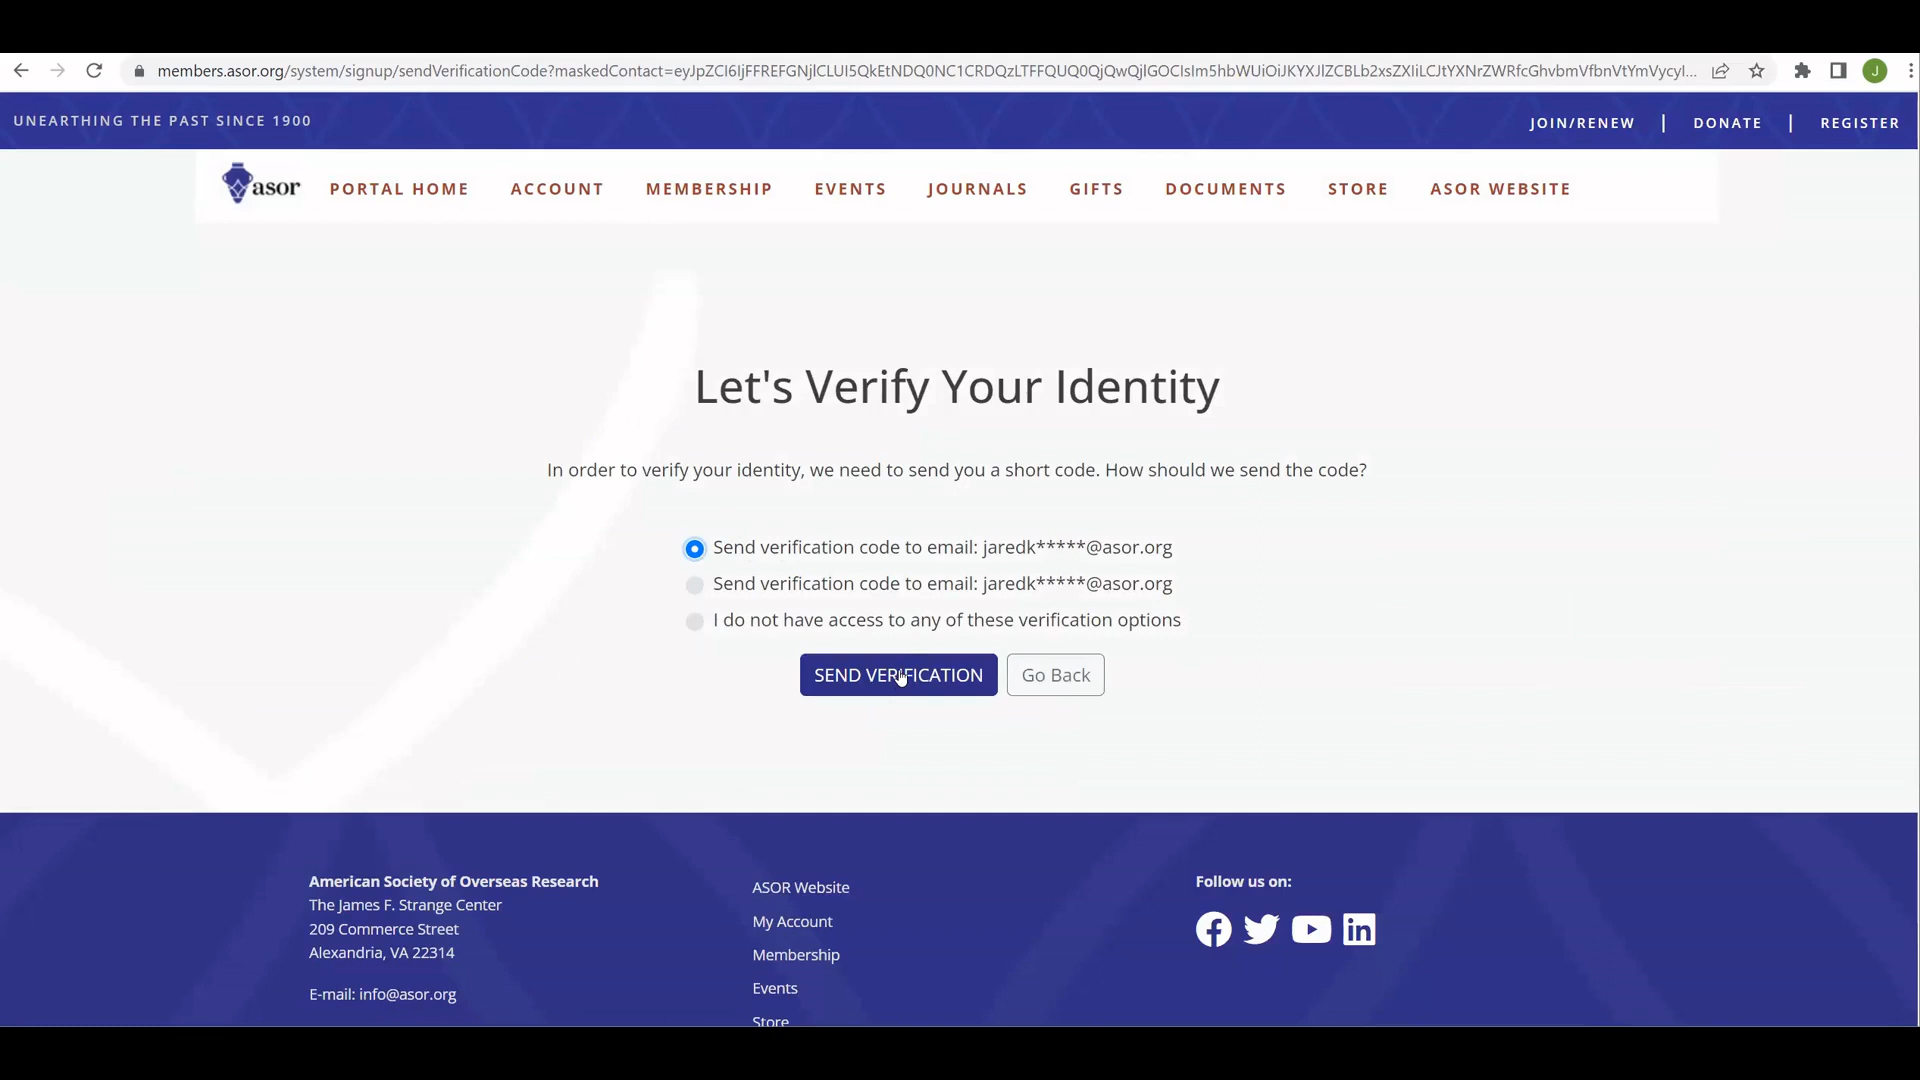 members.asor.org/system/signup/sendVerificationCode?maskedContact=
J
UNEARTHING THE PAST SINCE 1900
JOIN/RENEW | DONATE | REGISTER
asor PORTAL HOME ACCOUNT MEMBERSHIP EVENTS JOURNALS GIFTS DOCUMENTS STORE ASOR WEBSITE
Let's Verify Your Identity
In order to verify your identity, we need to send you a short code. How should we send the code?
Send verification code to email: jaredk*****@asor.org
Send verification code to email: jaredk*****@asor.org
I do not have access to any of these verification options
SEND VERIFICATION Go Back
American Society of Overseas Research
The James F. Strange Center
209 Commerce Street
Alexandria, VA 22314
E-mail: info@asor.org
ASOR Website
My Account
Membership
Events
Store
Follow us on: